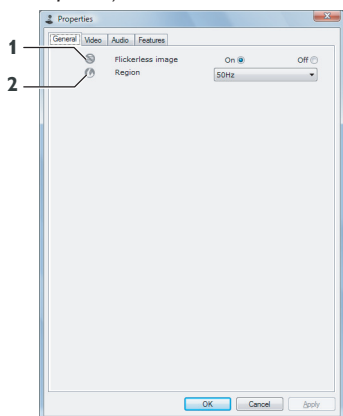 Properties
General Video Audio Features
1 Flickerless image On Off
2 Region 50Hz
OK Cancel Apply